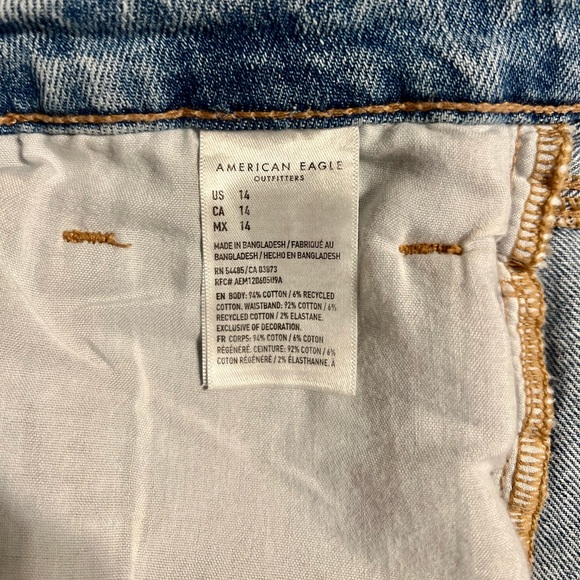 AMERICAN EAGLE
OUTFITTERS
US 14
CA 14
MX 14
MADE IN BANGLADESH / FABRIQUÉ AU
BANGLADESH / HECHO EN BANGLADESH
RN 54485 / CA 03873
RFC# AEM1206050J9A
EN BODY: 94% COTTON / 6% RECYCLED
COTTON. WAISTBAND: 92% COTTON / 6%
RECYCLED COTTON / 2% ELASTANE.
EXCLUSIVE OF DECORATION.
FR CORPS: 94% COTON / 6% COTON
RÉGÉNÉRÉ. CEINTURE: 92% COTON / 6%
COTON RÉGÉNÉRÉ / 2% ÉLASTHANNE. À